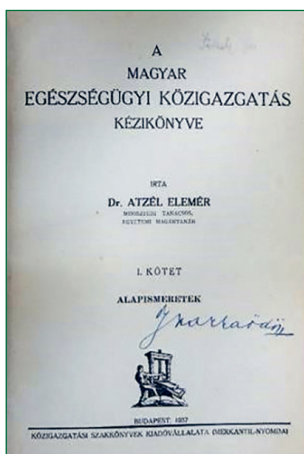 A
MAGYAR
EGÉSZSÉGÜGYI KÖZIGAZGATÁS
KÉZIKÖNYVE
IRTA
Dr. ATZÉL ELEMÉR
MINISZTERI TANÁCSOS,
EGYETEMI MAGÁNTANÁR
I. KÖTET
ALAPISMERETEK
BUDAPEST, 1937
KÖZIGAZGATÁSI SZAKKÖNYVEK KIADÓVÁLLALATA (MERKANTIL-NYOMDA)